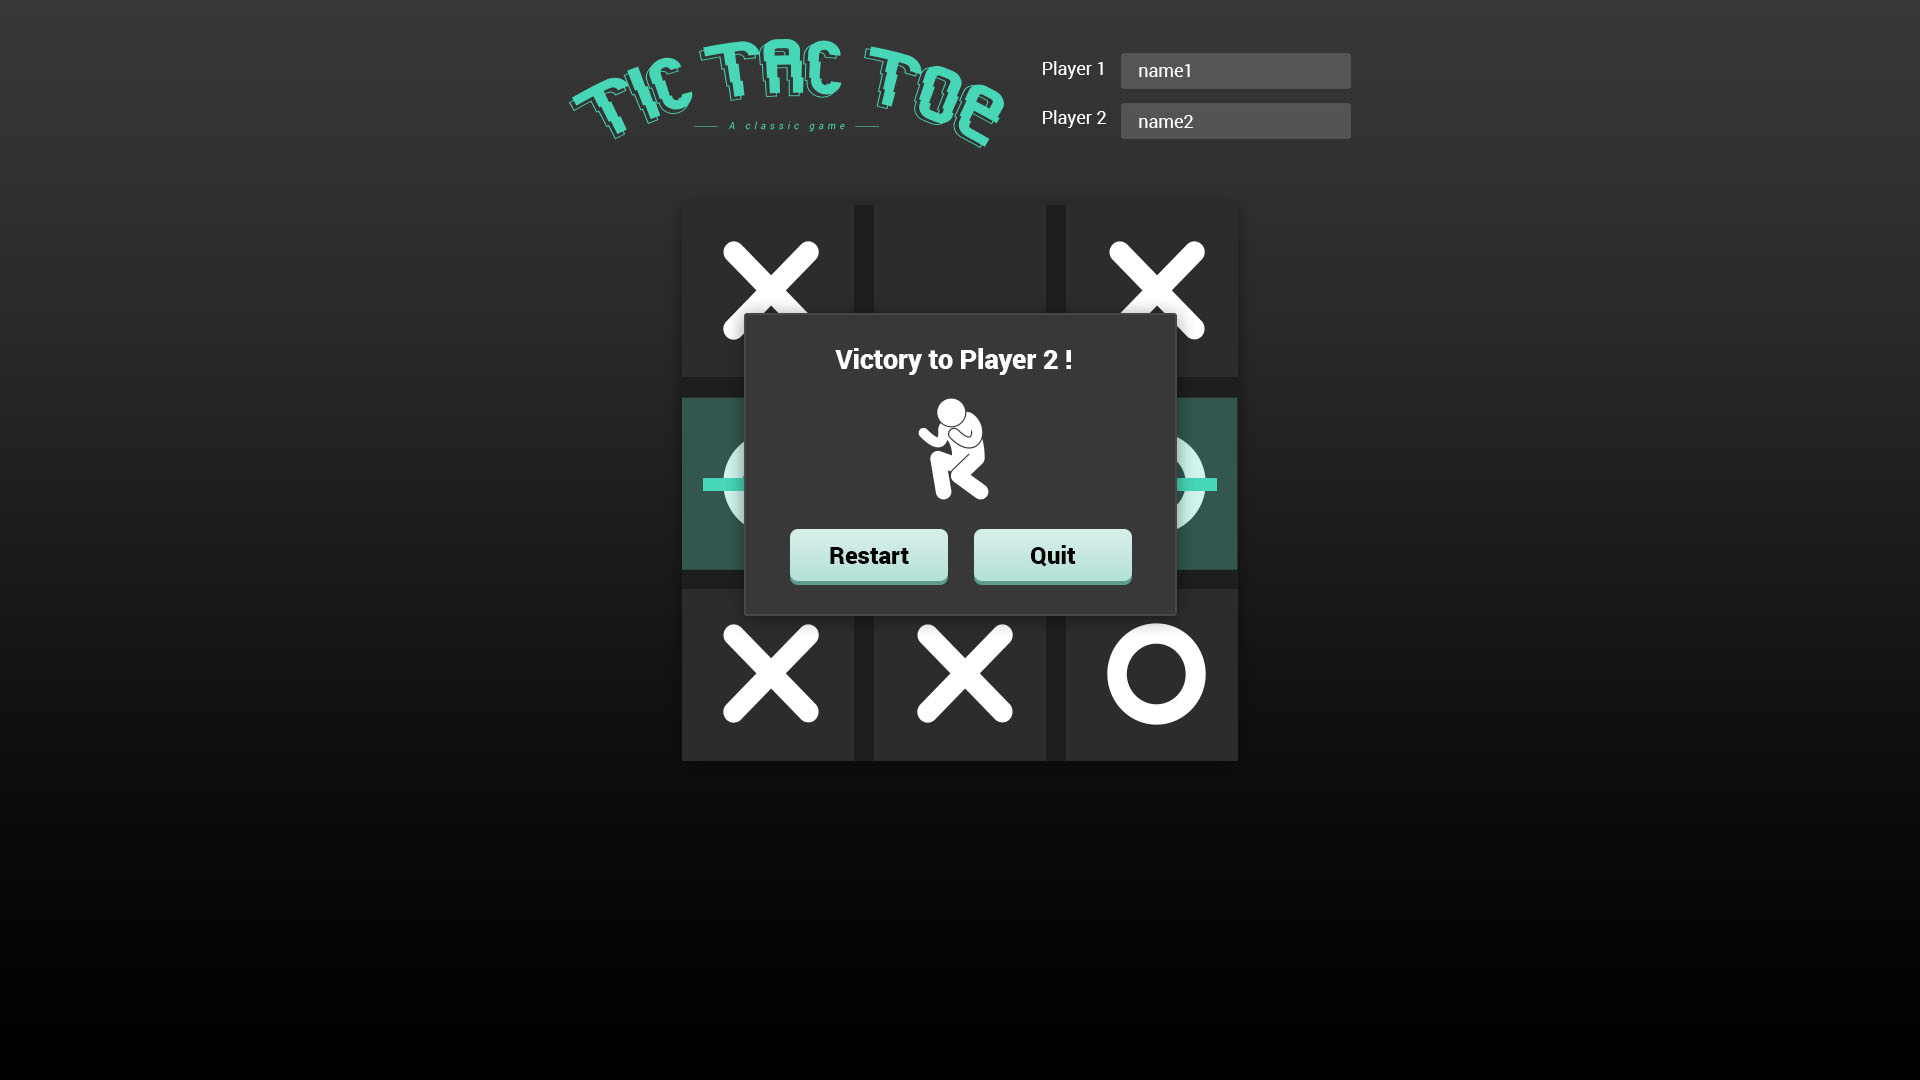 TIC TAC TOE
A classic game
Player 1 name1
Player 2 name2
Victory to Player 2 !
Restart Quit